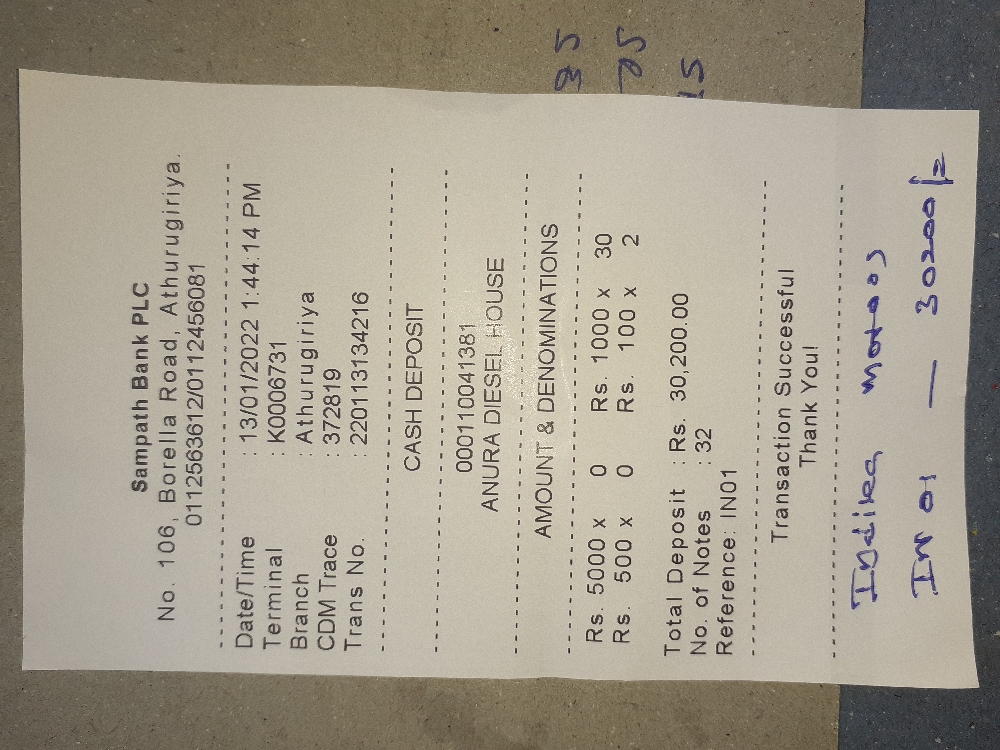 Sampath Bank PLC
No. 106, Borella Road, Athurugiriya.
0112563612/0112456081
Date/Time : 13/01/2022 1:44:14 PM
Terminal : K0006731
Branch : Athurugiriya
CDM Trace : 372819
Trans No. : 220113134216
CASH DEPOSIT
000110041381
ANURA DIESEL HOUSE
AMOUNT & DENOMINATIONS
Rs. 5000 x 0 Rs. 1000 x 30
Rs. 500 x 0 Rs. 100 x 2
Total Deposit : Rs 30,200.00
No. of Notes : 32
Reference: IN01
Transaction Successful
Thank You!
Indika motors
IN 01 — 30200/=